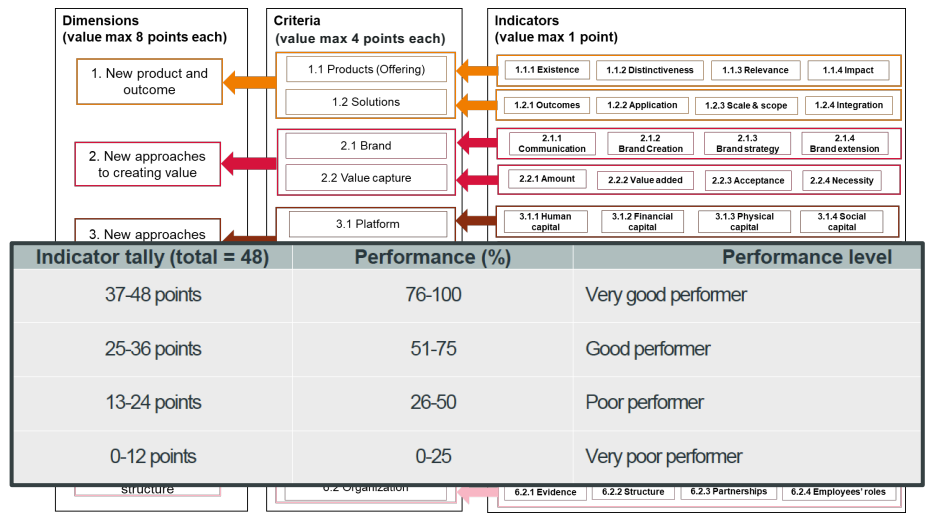 Dimensions
(value max 8 points each)
Criteria
(value max 4 points each)
Indicators
(value max 1 point)
1. New product and
outcome
1.1 Products (Offering)
1.1.1 Existence
1.1.2 Distinctiveness
1.1.3 Relevance
1.1.4 Impact
1.2 Solutions
1.2.1 Outcomes
1.2.2 Application
1.2.3 Scale & scope
1.2.4 Integration
2. New approaches
to creating value
2.1 Brand
2.1.1
Communication
2.1.2
Brand Creation
2.1.3
Brand strategy
2.1.4
Brand extension
2.2 Value capture
2.2.1 Amount
2.2.2 Value added
2.2.3 Acceptance
2.2.4 Necessity
3. New approaches
3.1 Platform
3.1.1 Human
capital
3.1.2 Financial
capital
3.1.3 Physical
capital
3.1.4 Social
capital
Indicator tally (total = 48)
Performance (%)
Performance level
37-48 points
76-100
Very good performer
25-36 points
51-75
Good performer
13-24 points
26-50
Poor performer
0-12 points
0-25
Very poor performer
structure
6.2 Organization
6.2.1 Evidence
6.2.2 Structure
6.2.3 Partnerships
6.2.4 Employees' roles